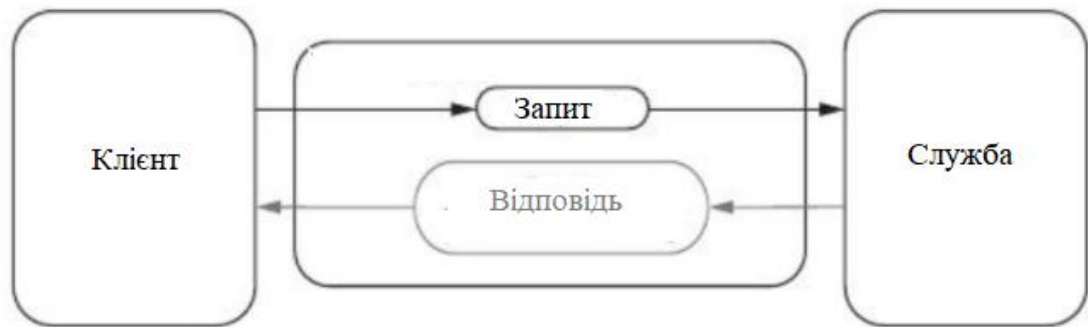 Клієнт
Запит
Відповідь
Служба